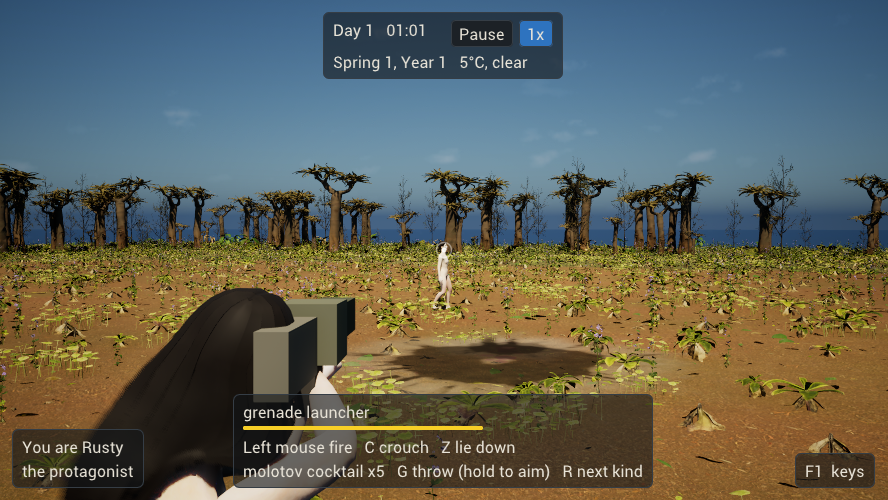 Day 1 01:01 Pause 1x
Spring 1, Year 1 5°C, clear
grenade launcher
Left mouse fire C crouch Z lie down
molotov cocktail x5 G throw (hold to aim) R next kind
You are Rusty
the protagonist
F1 keys